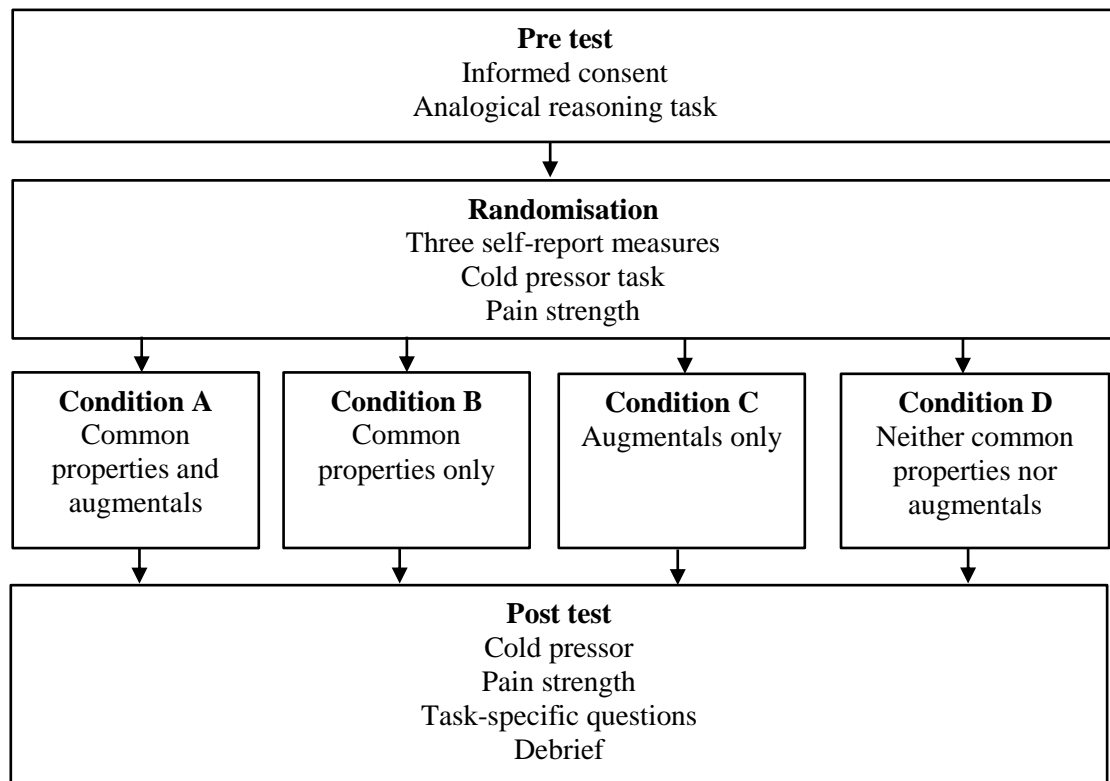 Pre test
Informed consent
Analogical reasoning task
Randomisation
Three self-report measures
Cold pressor task
Pain strength
Condition A
Common
properties and
augmentals
Condition B
Common
properties only
Condition C
Augmentals only
Condition D
Neither common
properties nor
augmentals
Post test
Cold pressor
Pain strength
Task-specific questions
Debrief